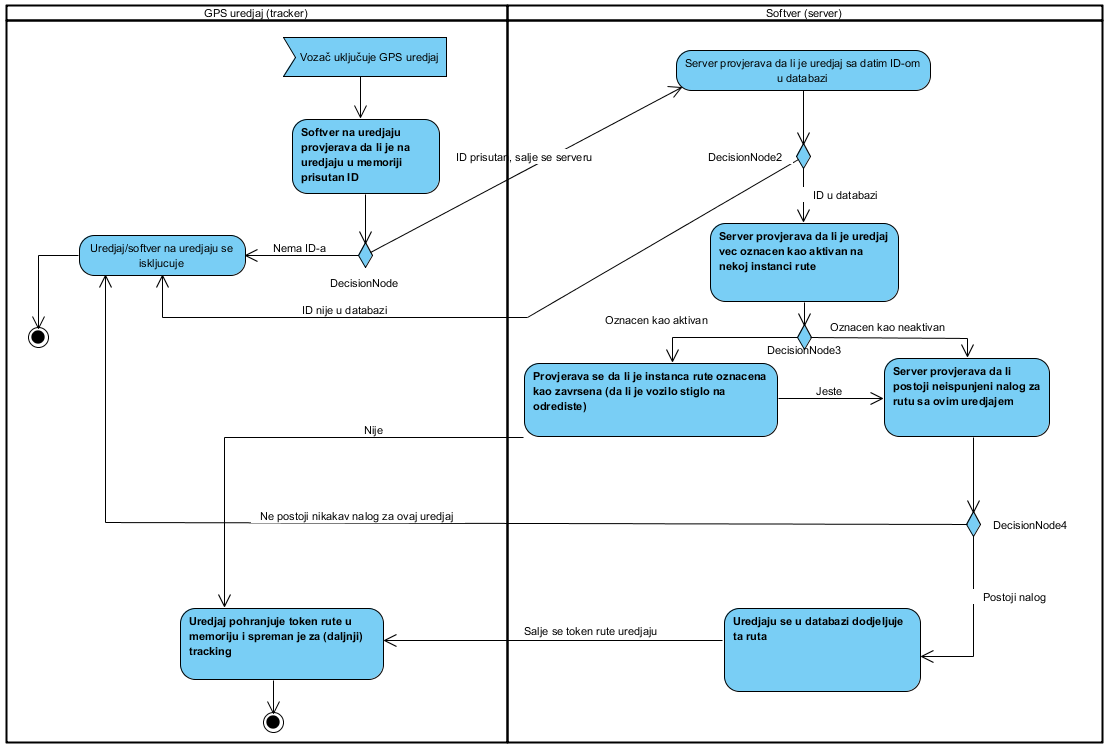 GPS uredjaj (tracker)
Softver (server)
Vozač uključuje GPS uredjaj
Server provjerava da li je uredjaj sa datim ID-om
u databazi
Softver na uredjaju
provjerava da li je na
uredjaju u memoriji
prisutan ID
ID prisutan, salje se serveru
DecisionNode2
ID u databazi
Uredjaj/softver na uredjaju se
iskljucuje
Nema ID-a
DecisionNode
Server provjerava da li je uredjaj
vec oznacen kao aktivan na
nekoj instanci rute
ID nije u databazi
Oznacen kao aktivan
Oznacen kao neaktivan
DecisionNode3
Provjerava se da li je instanca rute oznacena
kao zavrsena (da li je vozilo stiglo na
odrediste)
Jeste
Server provjerava da li
postoji neispunjeni nalog za
rutu sa ovim uredjajem
Nije
Ne postoji nikakav nalog za ovaj uredjaj
DecisionNode4
Postoji nalog
Uredjaj pohranjuje token rute u
memoriju i spreman je za (daljnji)
tracking
Salje se token rute uredjaju
Uredjaju se u databazi dodjeljuje
ta ruta